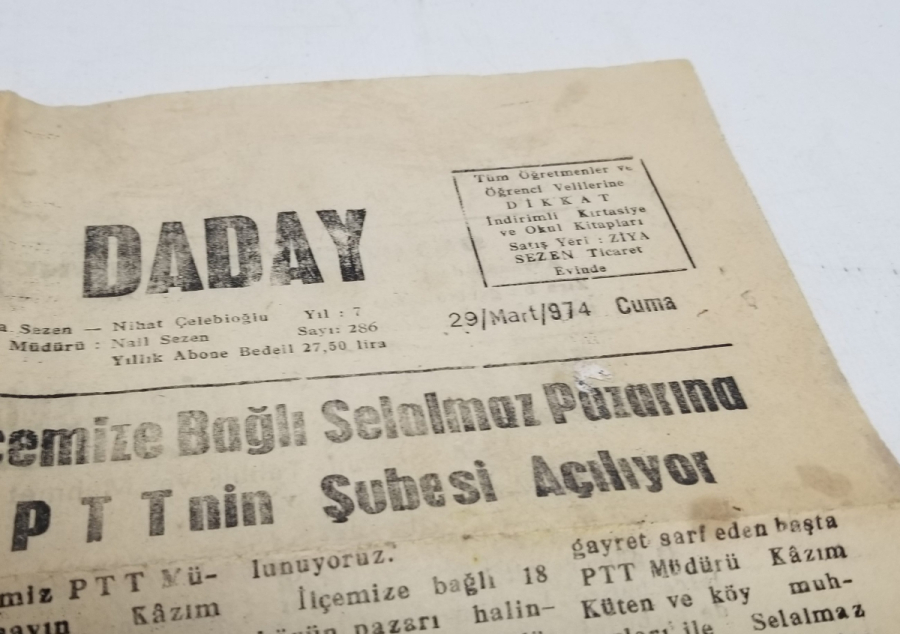 DADAY
Tüm Öğretmenler ve
Öğrenci Velilerine
DİKKAT
İndirimli Kırtasiye
ve Okul Kitapları
Satış Yeri : ZİYA
SEZEN Ticaret
Evinde
Sezen — Nihat Çelebioğlu
Müdürü : Nail Sezen
Yıllık Abone Bedeli 27,50 lira
Yıl : 7
Sayı: 286
29/Mart/974 Cuma
çemize Bağlı Selalmaz Pazarına
PTTnin Şubesi Açılıyor
miz PTT Mü-
Kâzım
lunuyoruz.
İlçemize bağlı 18
pazarı halin-
gayret sarf eden başta
PTT Müdürü Kâzım
Küten ve köy muh-
ile Selalmaz